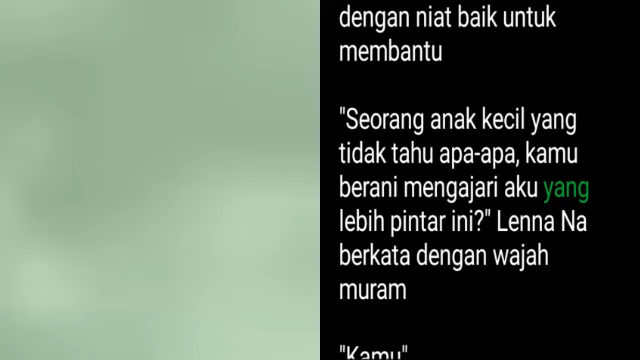 dengan niat baik untuk
membantu
"Seorang anak kecil yang
tidak tahu apa-apa, kamu
berani mengajari aku yang
lebih pintar ini?" Lenna Na
berkata dengan wajah
muram
"Kamu"